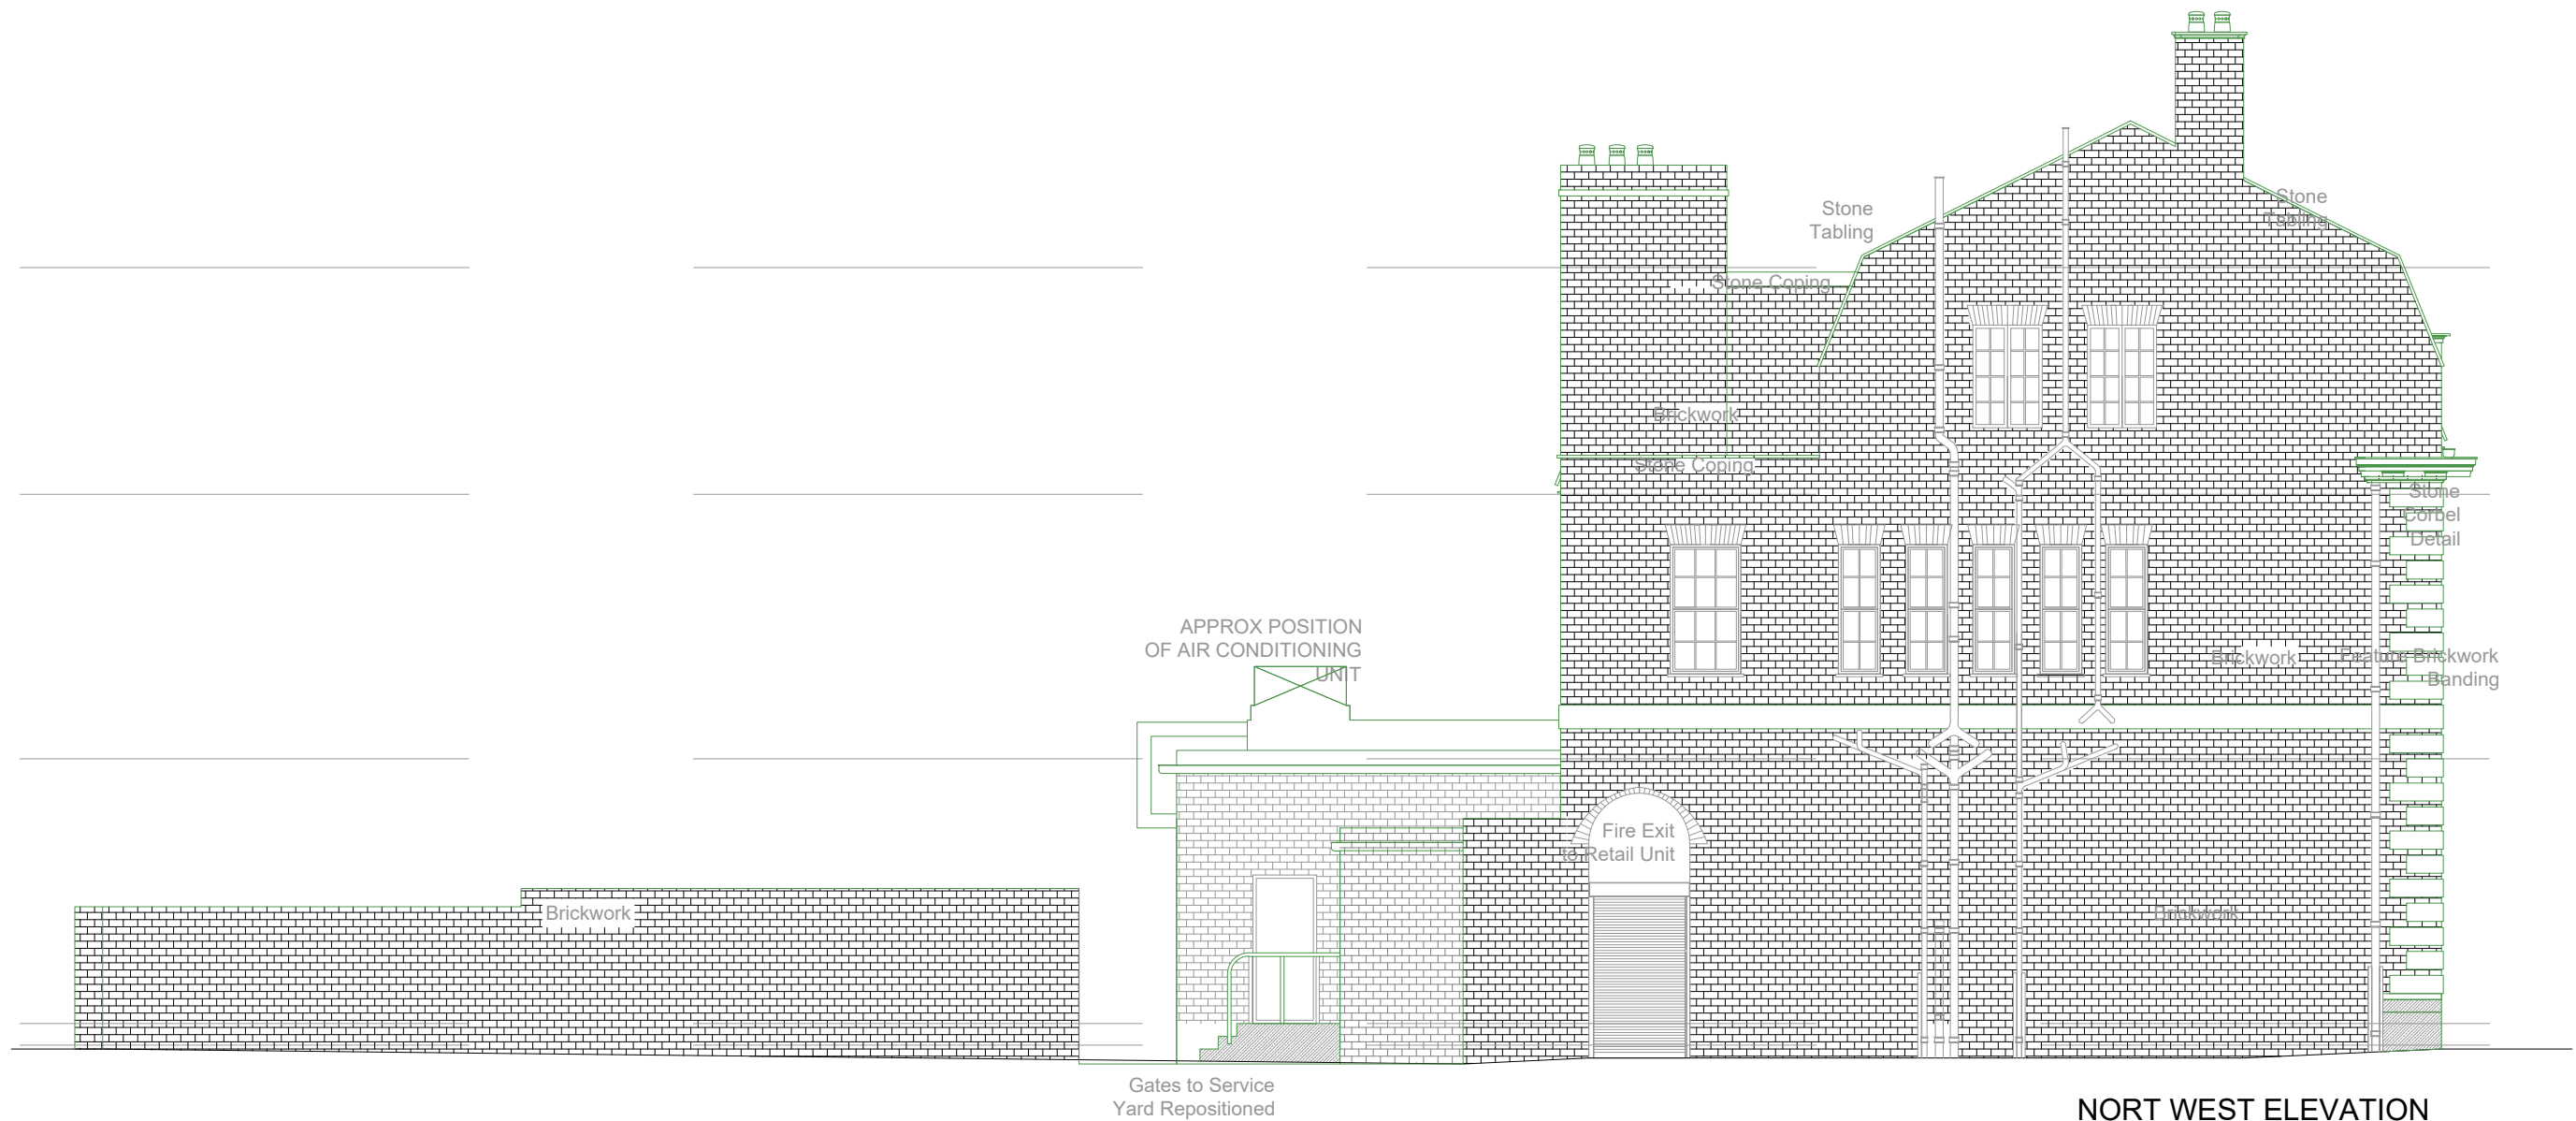 Stone
Tabling
Stone
Tabling
Stone Coping
Brickwork
Stone Coping
Stone
Corbel
Detail
APPROX POSITION
OF AIR CONDITIONING
UNIT
Brickwork
Feature Brickwork
Banding
Fire Exit
to Retail Unit
Brickwork
Brickwork
Gates to Service
Yard Repositioned
NORT WEST ELEVATION